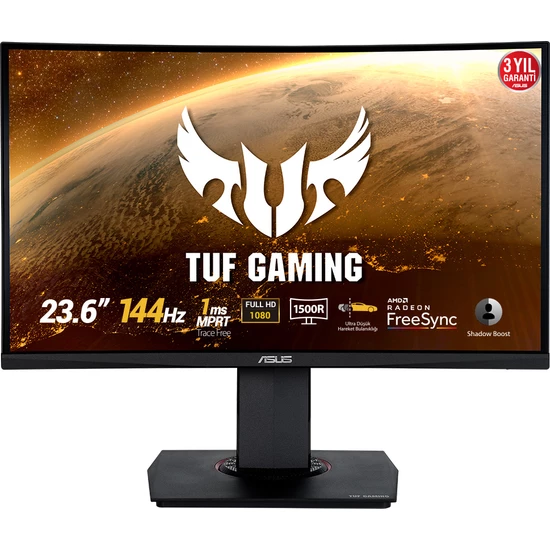 3 YIL
GARANTİ
ASUS
TUF GAMING
23.6”
144Hz
1ms
MPRT
Trace Free
FULL HD
1080
1500R
Ultra Düşük
Hareket Bulanıklığı
AMD
RADEON
FreeSync
Shadow Boost
ASUS
TUF GAMING